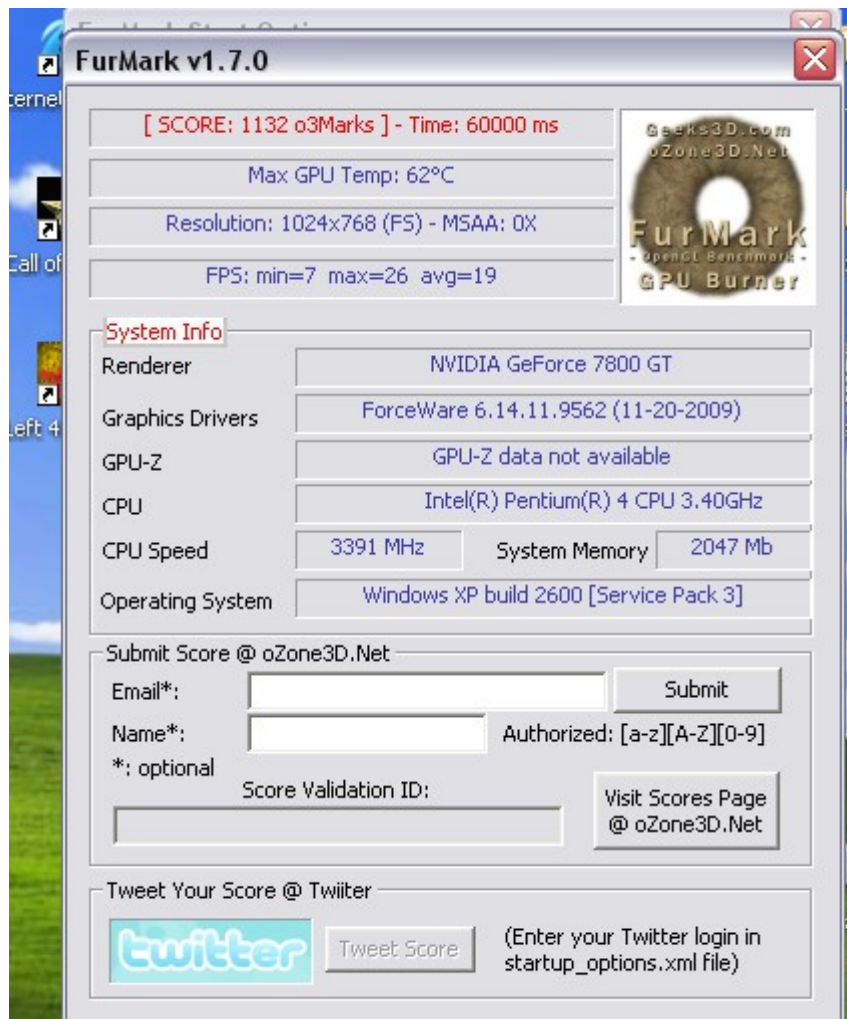 FurMark v1.7.0
[ SCORE: 1132 o3Marks ] - Time: 60000 ms
Max GPU Temp: 62°C
Resolution: 1024x768 (FS) - MSAA: 0X
FPS: min=7 max=26 avg=19
Geeks3D.com
oZone3D.Net
FurMark
- OpenGL Benchmark -
GPU Burner
System Info
Renderer NVIDIA GeForce 7800 GT
Graphics Drivers ForceWare 6.14.11.9562 (11-20-2009)
GPU-Z GPU-Z data not available
CPU Intel(R) Pentium(R) 4 CPU 3.40GHz
CPU Speed 3391 MHz System Memory 2047 Mb
Operating System Windows XP build 2600 [Service Pack 3]
Submit Score @ oZone3D.Net
Email*: Submit
Name*: Authorized: [a-z][A-Z][0-9]
*: optional
Score Validation ID:
Visit Scores Page
@ oZone3D.Net
Tweet Your Score @ Twiiter
twitter
Tweet Score
(Enter your Twitter login in
startup_options.xml file)
Call of
Left 4